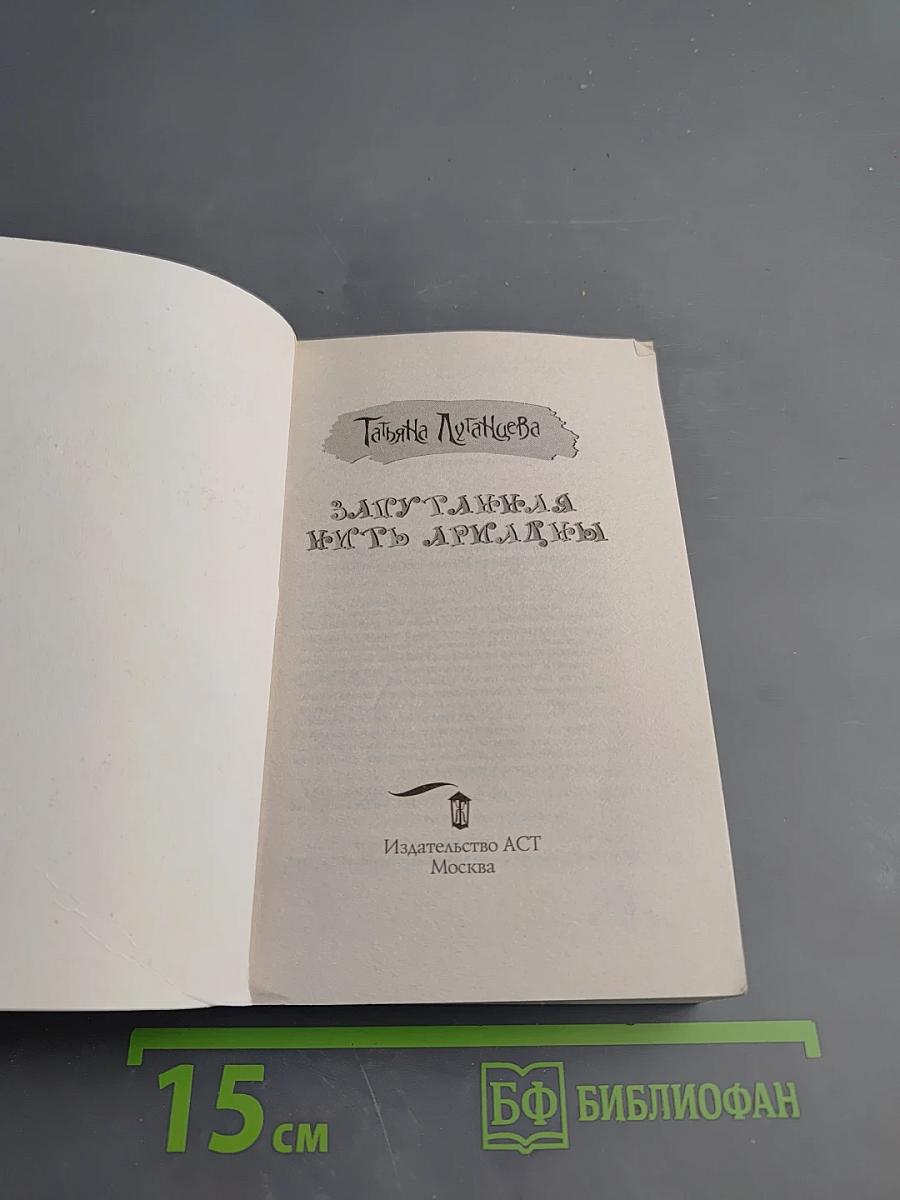 Татьяна Луганцева
ЗАПУТАННАЯ
НИТЬ АРИАДНЫ
Ж
Издательство АСТ
Москва
15 см
БФ БИБЛИОФАН